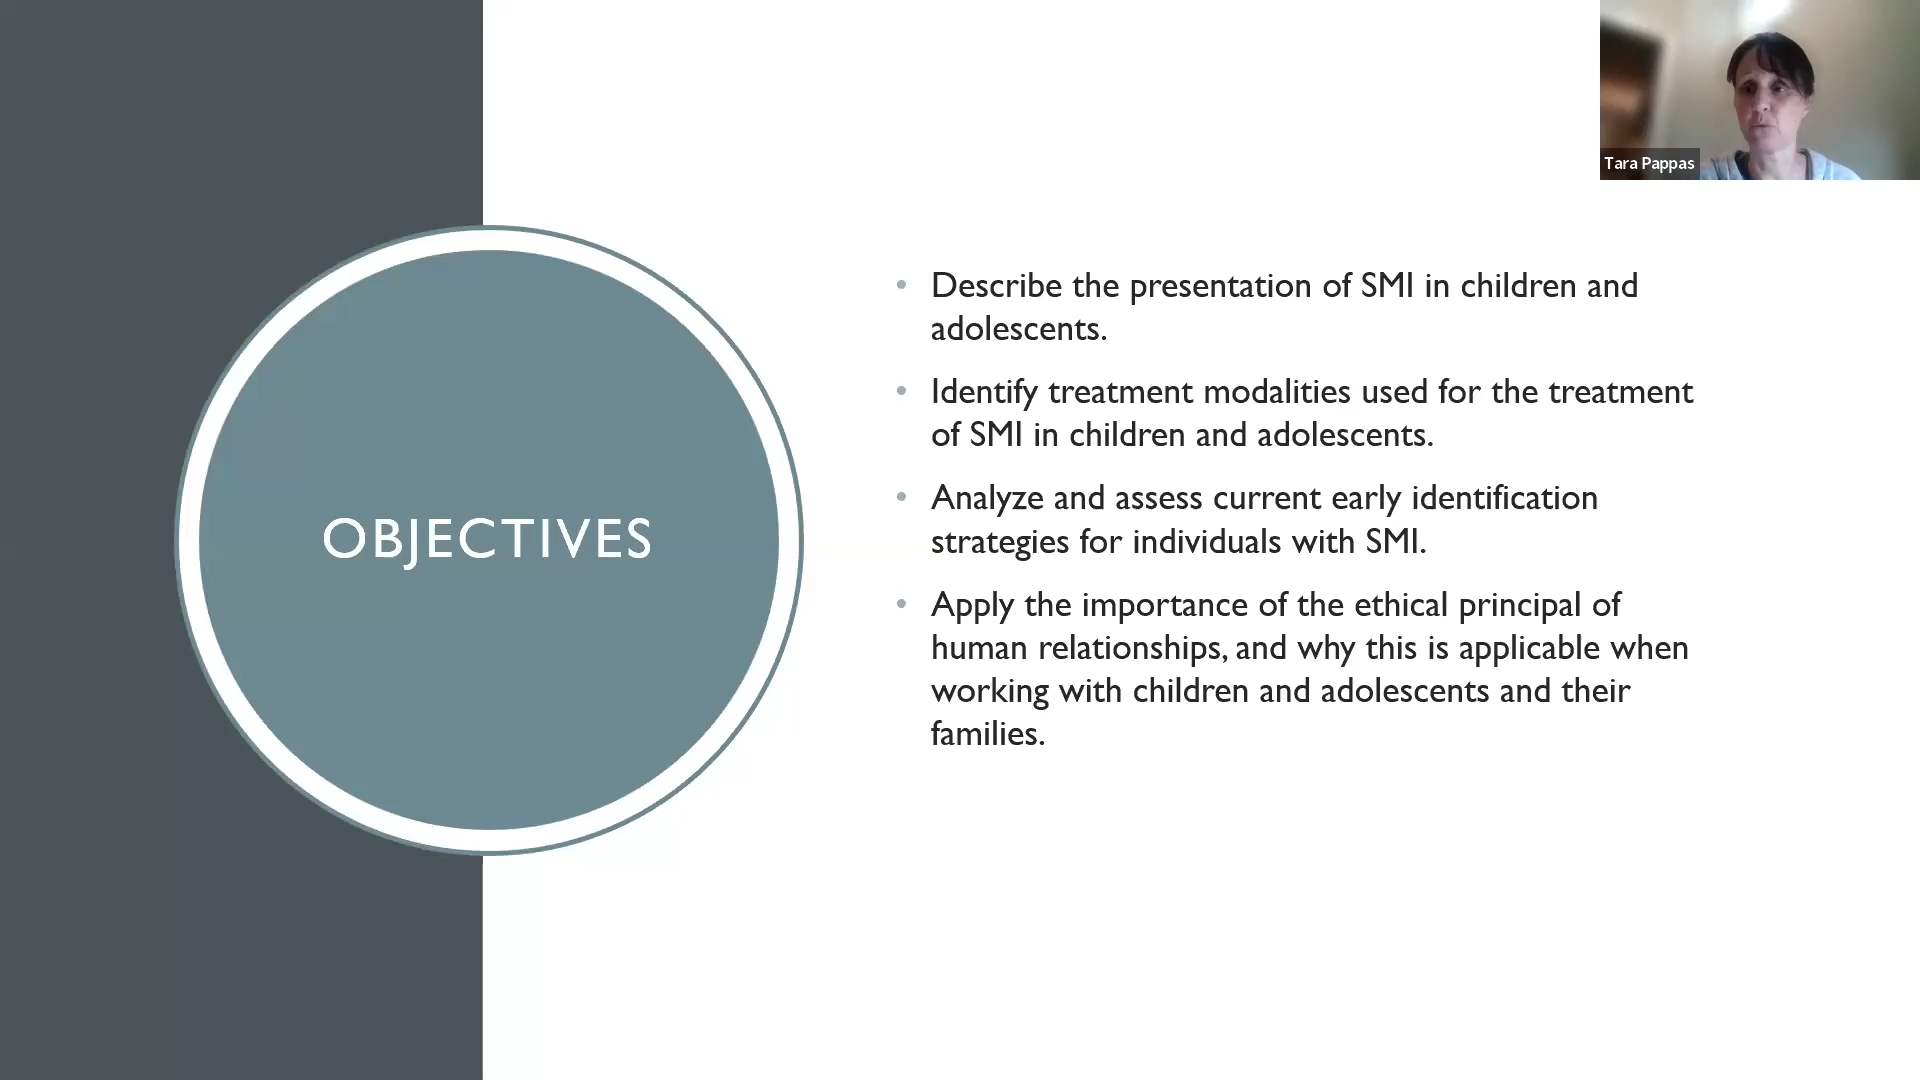 Tara Pappas
OBJECTIVES
• Describe the presentation of SMI in children and
adolescents.
• Identify treatment modalities used for the treatment
of SMI in children and adolescents.
• Analyze and assess current early identification
strategies for individuals with SMI.
• Apply the importance of the ethical principal of
human relationships, and why this is applicable when
working with children and adolescents and their
families.